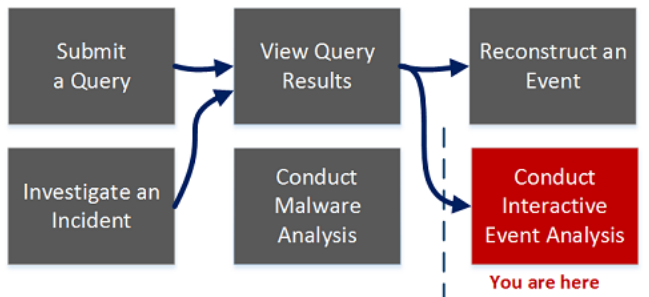 Submit
a Query
View Query
Results
Reconstruct an
Event
Investigate an
Incident
Conduct
Malware
Analysis
Conduct
Interactive
Event Analysis
You are here